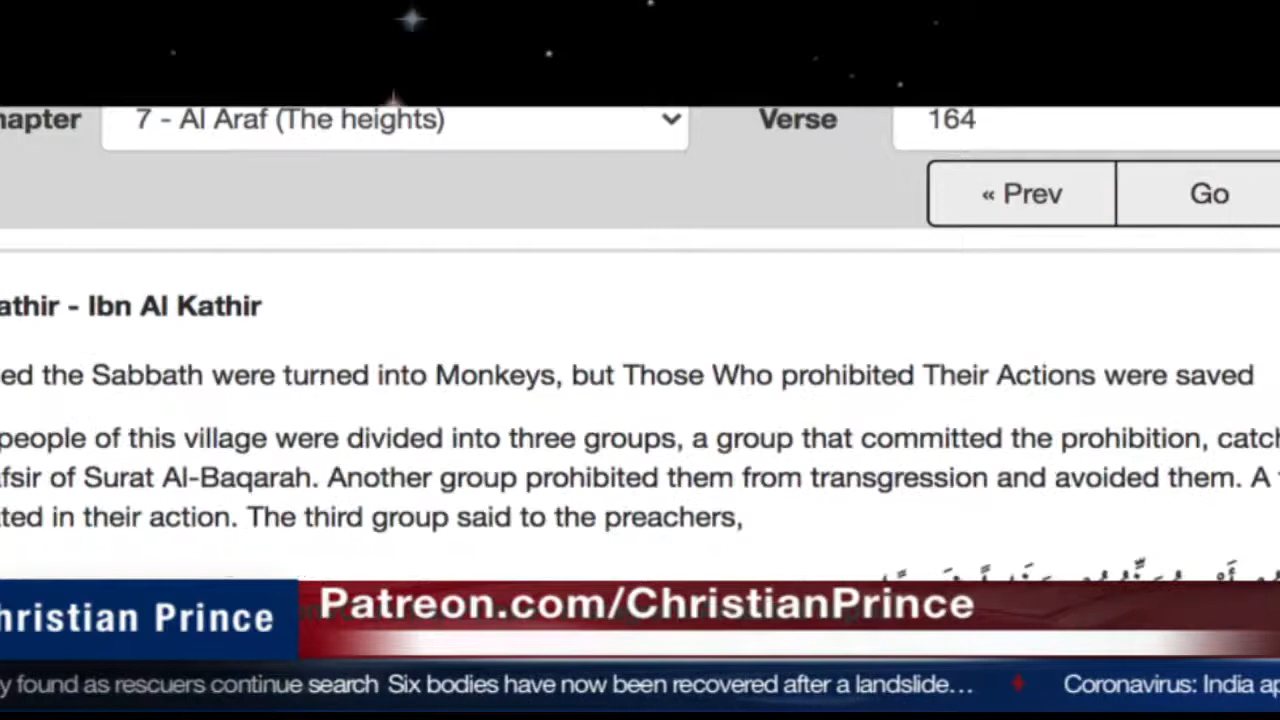 hapter 7 - Al Araf (The heights) Verse 164
« Prev Go
athir - Ibn Al Kathir
ed the Sabbath were turned into Monkeys, but Those Who prohibited Their Actions were saved
people of this village were divided into three groups, a group that committed the prohibition, catch
afsir of Surat Al-Baqarah. Another group prohibited them from transgression and avoided them. A
ted in their action. The third group said to the preachers,
hristian Prince Patreon.com/ChristianPrince
y found as rescuers continue search Six bodies have now been recovered after a landslide… Coronavirus: India ap